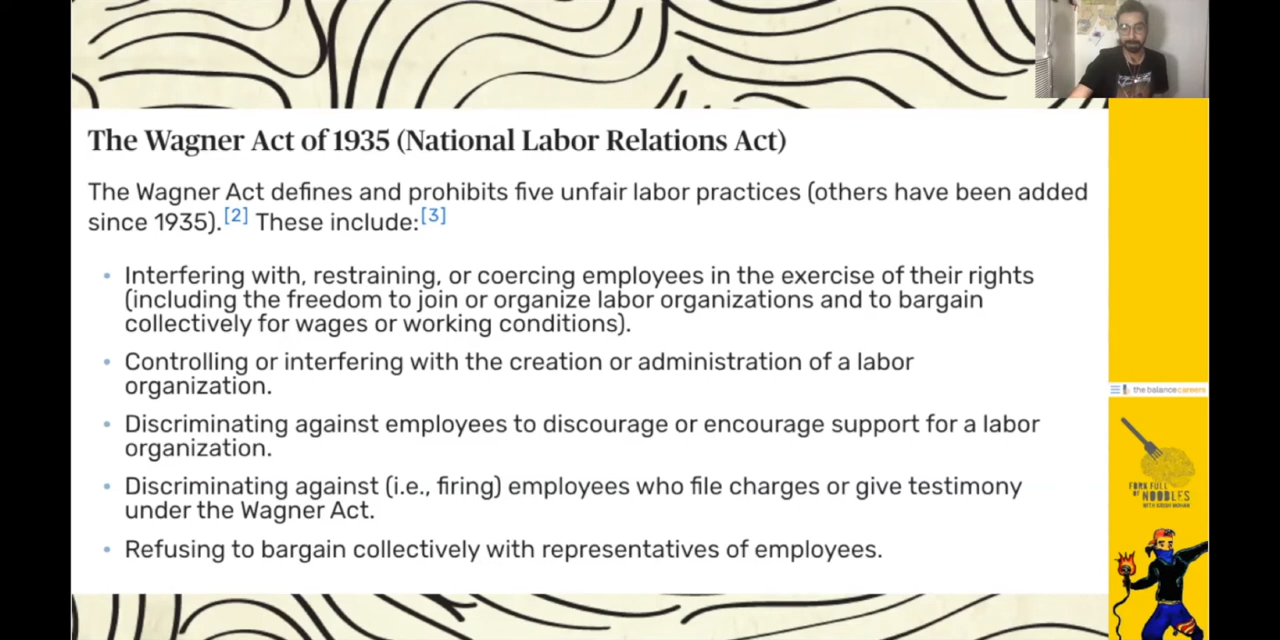 The Wagner Act of 1935 (National Labor Relations Act)
The Wagner Act defines and prohibits five unfair labor practices (others have been added
since 1935).[2] These include:[3]
• Interfering with, restraining, or coercing employees in the exercise of their rights
(including the freedom to join or organize labor organizations and to bargain
collectively for wages or working conditions).
• Controlling or interfering with the creation or administration of a labor
organization.
• Discriminating against employees to discourage or encourage support for a labor
organization.
• Discriminating against (i.e., firing) employees who file charges or give testimony
under the Wagner Act.
• Refusing to bargain collectively with representatives of employees.
the balance careers
FORK FULL
OF NOODLES